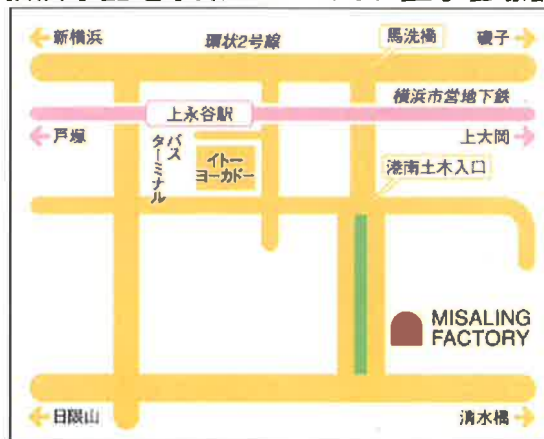 新横浜
環状2号線
馬洗橋
磯子
横浜市営地下鉄
上永谷駅
戸塚
上大岡
バス
ターミナル
イトー
ヨーカドー
港南土木入口
MISALING
FACTORY
日限山
清水橋